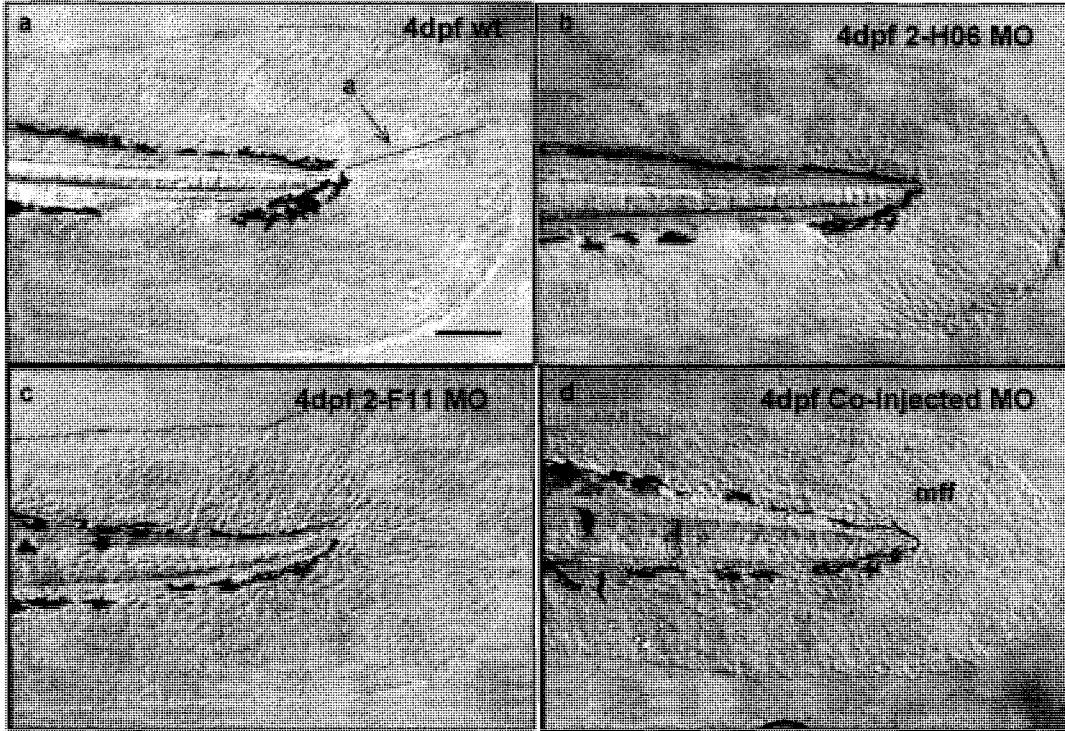 a
4dpf wt
a
b
4dpf 2-H06 MO
c
4dpf 2-F11 MO
d
4dpf Co-injected MO
mff